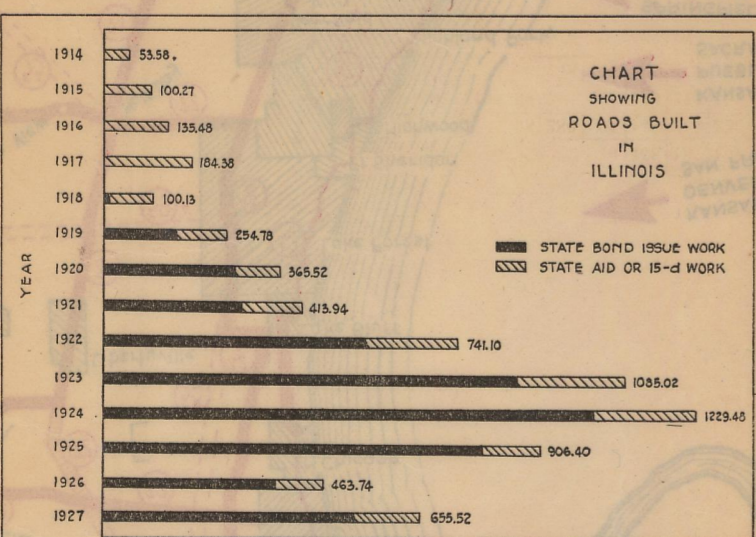 CHART
SHOWING
ROADS BUILT
IN
ILLINOIS
STATE BOND ISSUE WORK
STATE AID OR 15-d WORK
YEAR
1914 53.58
1915 100.27
1916 135.48
1917 184.38
1918 100.13
1919 254.78
1920 365.52
1921 413.94
1922 741.10
1923 1085.02
1924 1229.48
1925 906.40
1926 463.74
1927 655.52